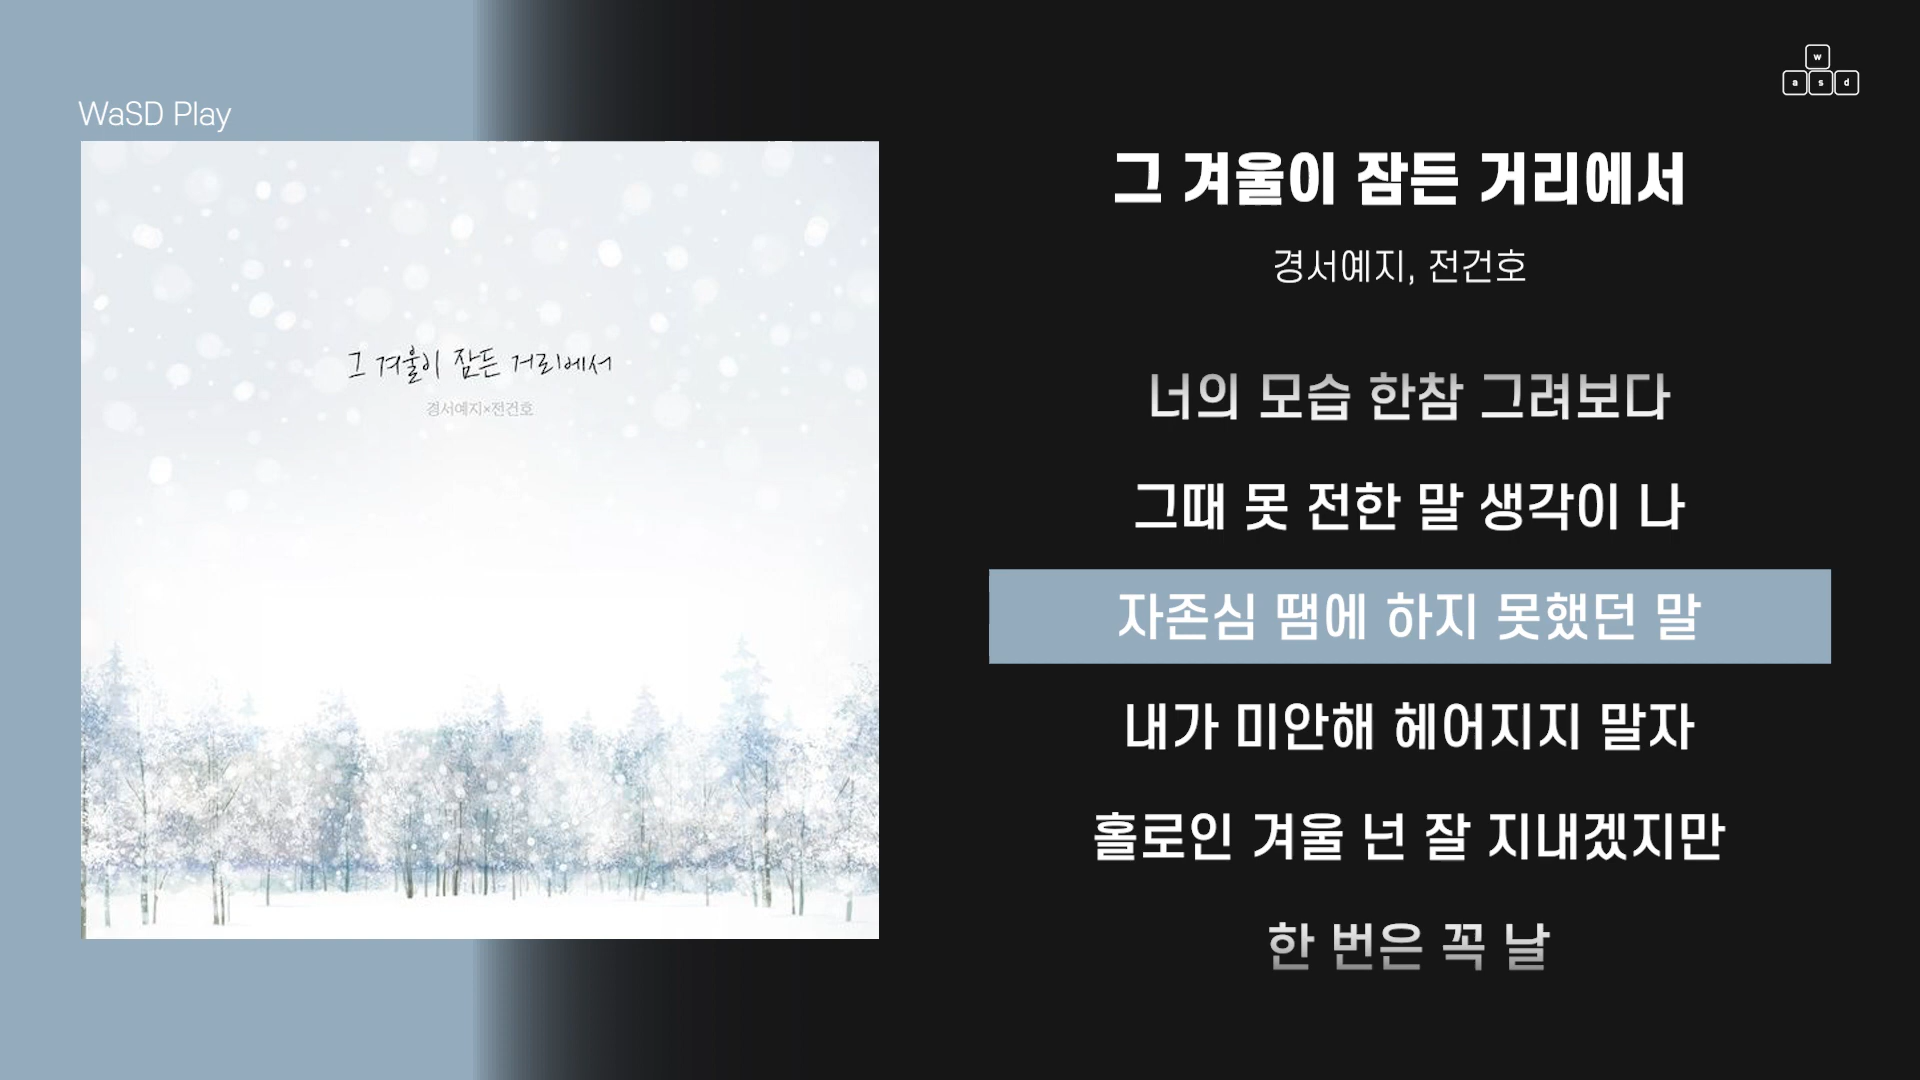 WaSD Play
w
a s d
그 겨울이 잠든 거리에서
경서예지×전건호
그 겨울이 잠든 거리에서
경서예지, 전건호
너의 모습 한참 그려보다
그때 못 전한 말 생각이 나
자존심 땜에 하지 못했던 말
내가 미안해 헤어지지 말자
홀로인 겨울 넌 잘 지내겠지만
한 번은 꼭 날